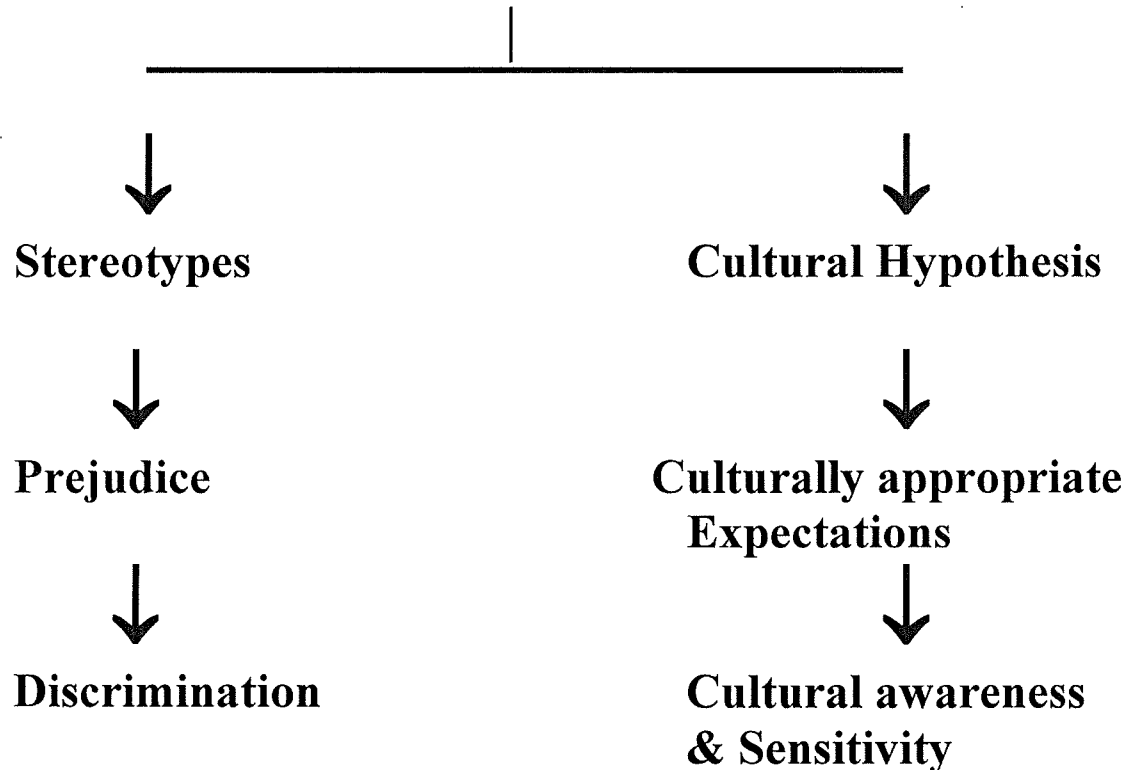 Stereotypes
Cultural Hypothesis
Prejudice
Culturally appropriate
Expectations
Discrimination
Cultural awareness
& Sensitivity